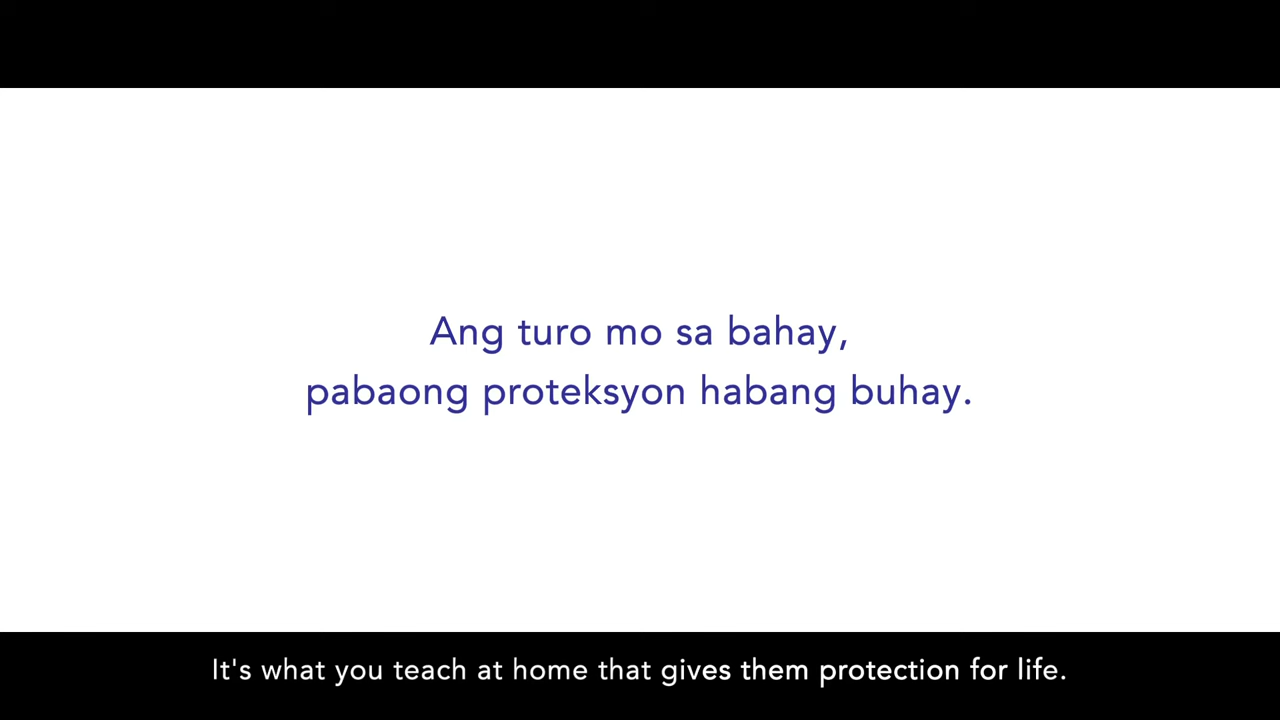 Ang turo mo sa bahay,
pabaong proteksyon habang buhay.
It's what you teach at home that gives them protection for life.